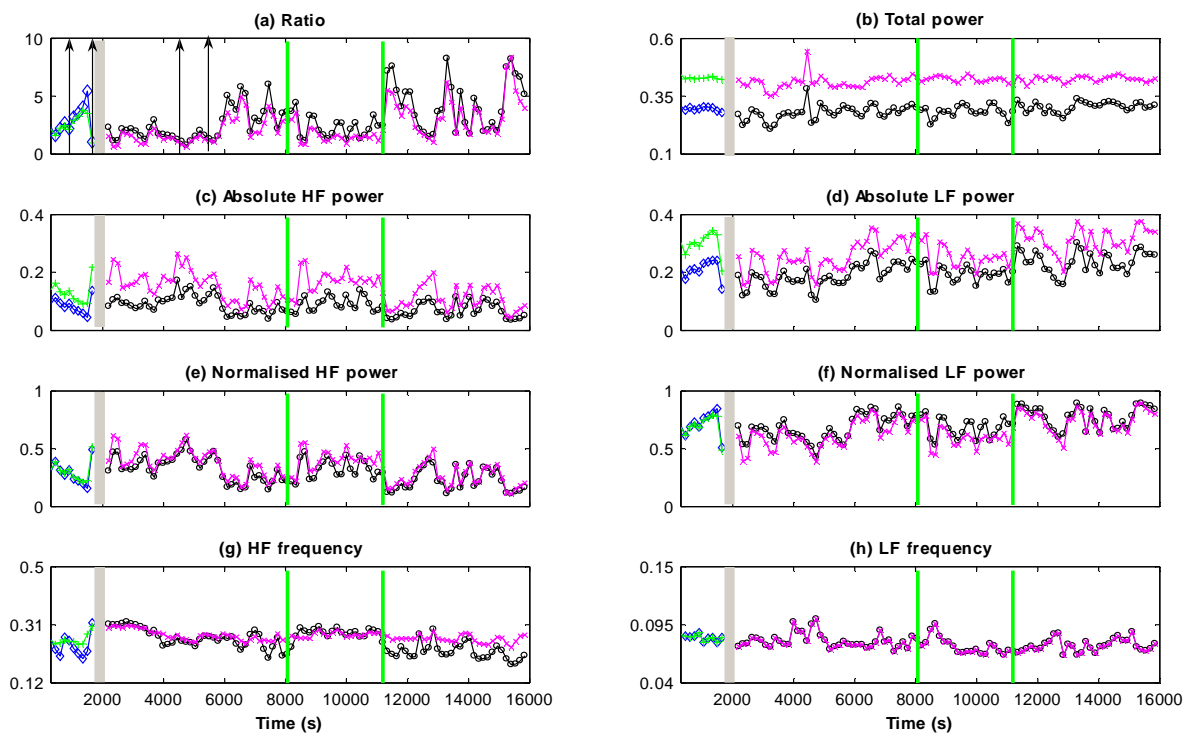 (a) Ratio
10
5
0
(b) Total power
0.6
0.35
0.1
(c) Absolute HF power
0.4
0.2
0
(d) Absolute LF power
0.4
0.2
0
(e) Normalised HF power
1
0.5
0
(f) Normalised LF power
1
0.5
0
(g) HF frequency
0.5
0.31
0.12
2000 4000 6000 8000 10000 12000 14000 16000
Time (s)
(h) LF frequency
0.15
0.095
0.04
2000 4000 6000 8000 10000 12000 14000 16000
Time (s)